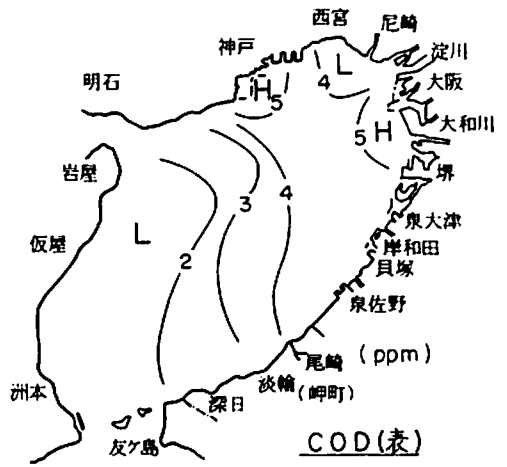 西宮
尼崎
神戸
淀川
L
明石
H
5
4
大阪
H
5
大和川
岩屋
堺
3
4
泉大津
仮屋
L
2
岸和田
貝塚
泉佐野
尾崎
(ppm)
洲本
淡輪
(岬町)
深日
友ケ島
COD(表)